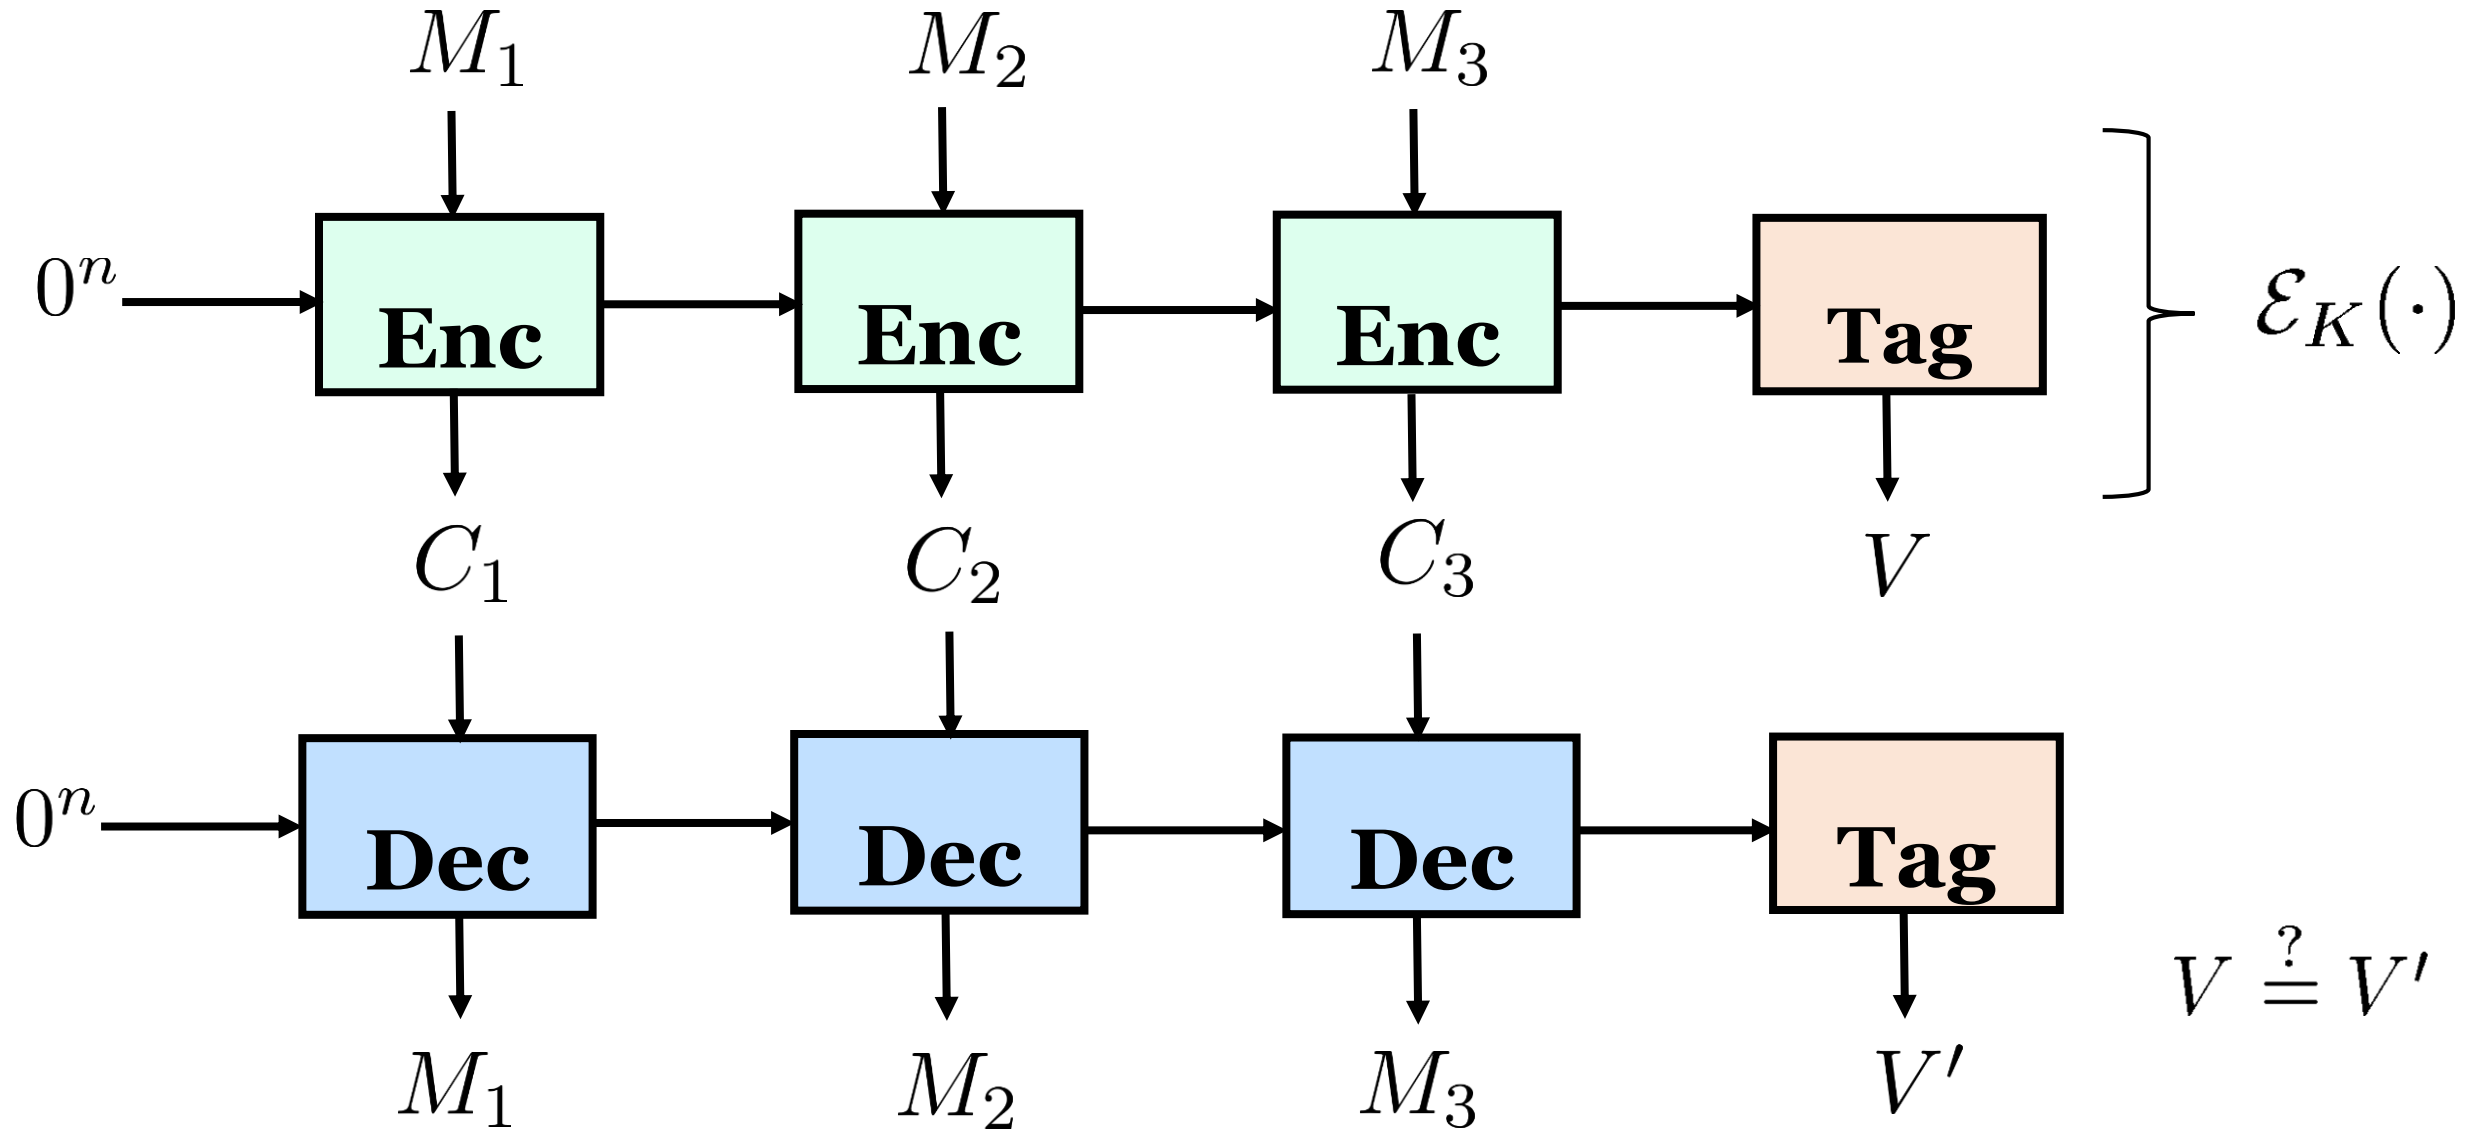 M₁ M₂ M₃
0ⁿ Enc Enc Enc Tag ℰ_K(·)
C₁ C₂ C₃ V
0ⁿ Dec Dec Dec Tag
V ≟ V′
M₁ M₂ M₃ V′